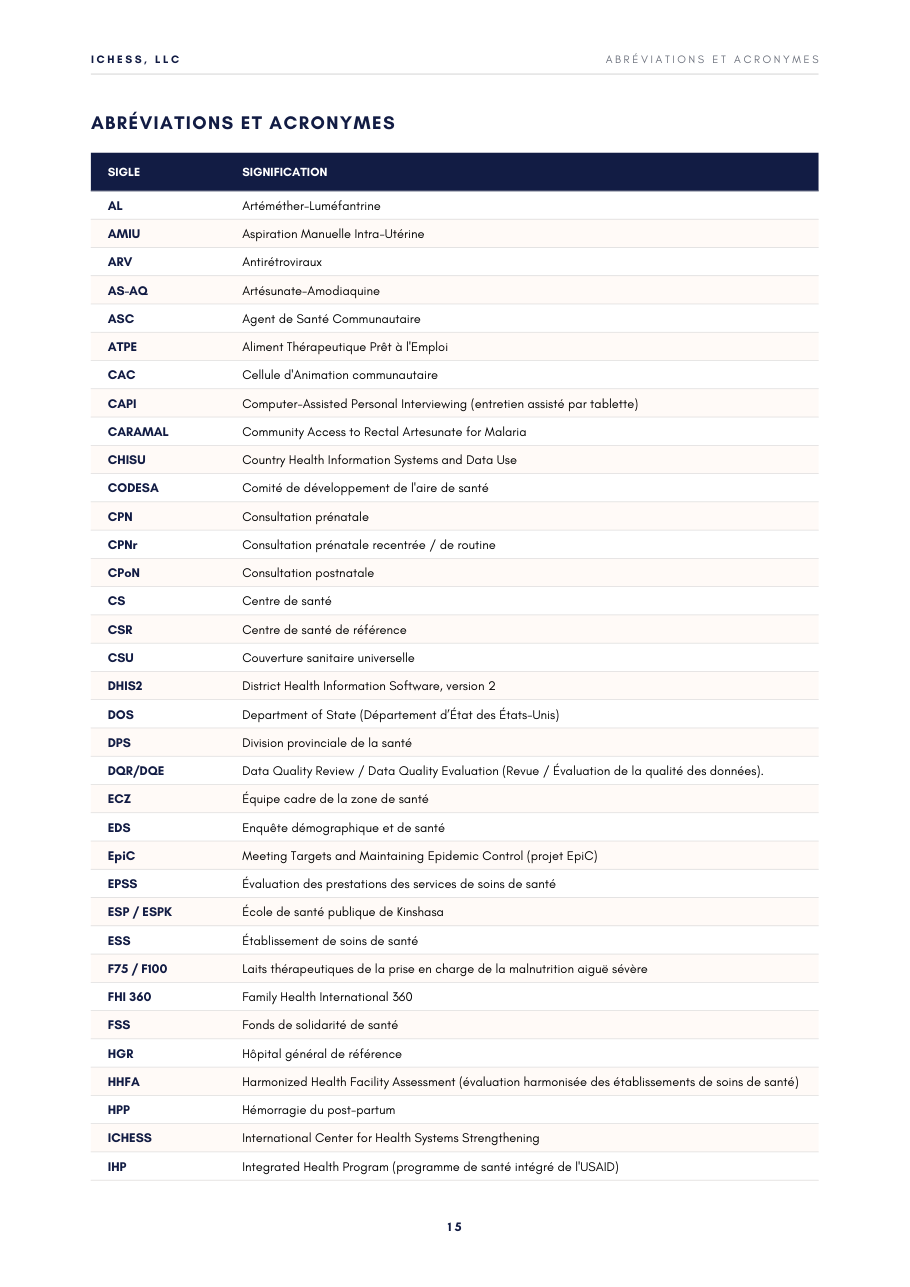 ICHESS, LLC ABRÉVIATIONS ET ACRONYMES
ABRÉVIATIONS ET ACRONYMES
SIGLE SIGNIFICATION
AL Artéméther-Luméfantrine
AMIU Aspiration Manuelle Intra-Utérine
ARV Antirétroviraux
AS-AQ Artésunate-Amodiaquine
ASC Agent de Santé Communautaire
ATPE Aliment Thérapeutique Prêt à l'Emploi
CAC Cellule d'Animation communautaire
CAPI Computer-Assisted Personal Interviewing (entretien assisté par tablette)
CARAMAL Community Access to Rectal Artesunate for Malaria
CHISU Country Health Information Systems and Data Use
CODESA Comité de développement de l'aire de santé
CPN Consultation prénatale
CPNr Consultation prénatale recentrée / de routine
CPoN Consultation postnatale
CS Centre de santé
CSR Centre de santé de référence
CSU Couverture sanitaire universelle
DHIS2 District Health Information Software, version 2
DOS Department of State (Département d'État des États-Unis)
DPS Division provinciale de la santé
DQR/DQE Data Quality Review / Data Quality Evaluation (Revue / Évaluation de la qualité des données).
ECZ Équipe cadre de la zone de santé
EDS Enquête démographique et de santé
EpiC Meeting Targets and Maintaining Epidemic Control (projet EpiC)
EPSS Évaluation des prestations des services de soins de santé
ESP / ESPK École de santé publique de Kinshasa
ESS Établissement de soins de santé
F75 / F100 Laits thérapeutiques de la prise en charge de la malnutrition aiguë sévère
FHI 360 Family Health International 360
FSS Fonds de solidarité de santé
HGR Hôpital général de référence
HHFA Harmonized Health Facility Assessment (évaluation harmonisée des établissements de soins de santé)
HPP Hémorragie du post-partum
ICHESS International Center for Health Systems Strengthening
IHP Integrated Health Program (programme de santé intégré de l'USAID)
15